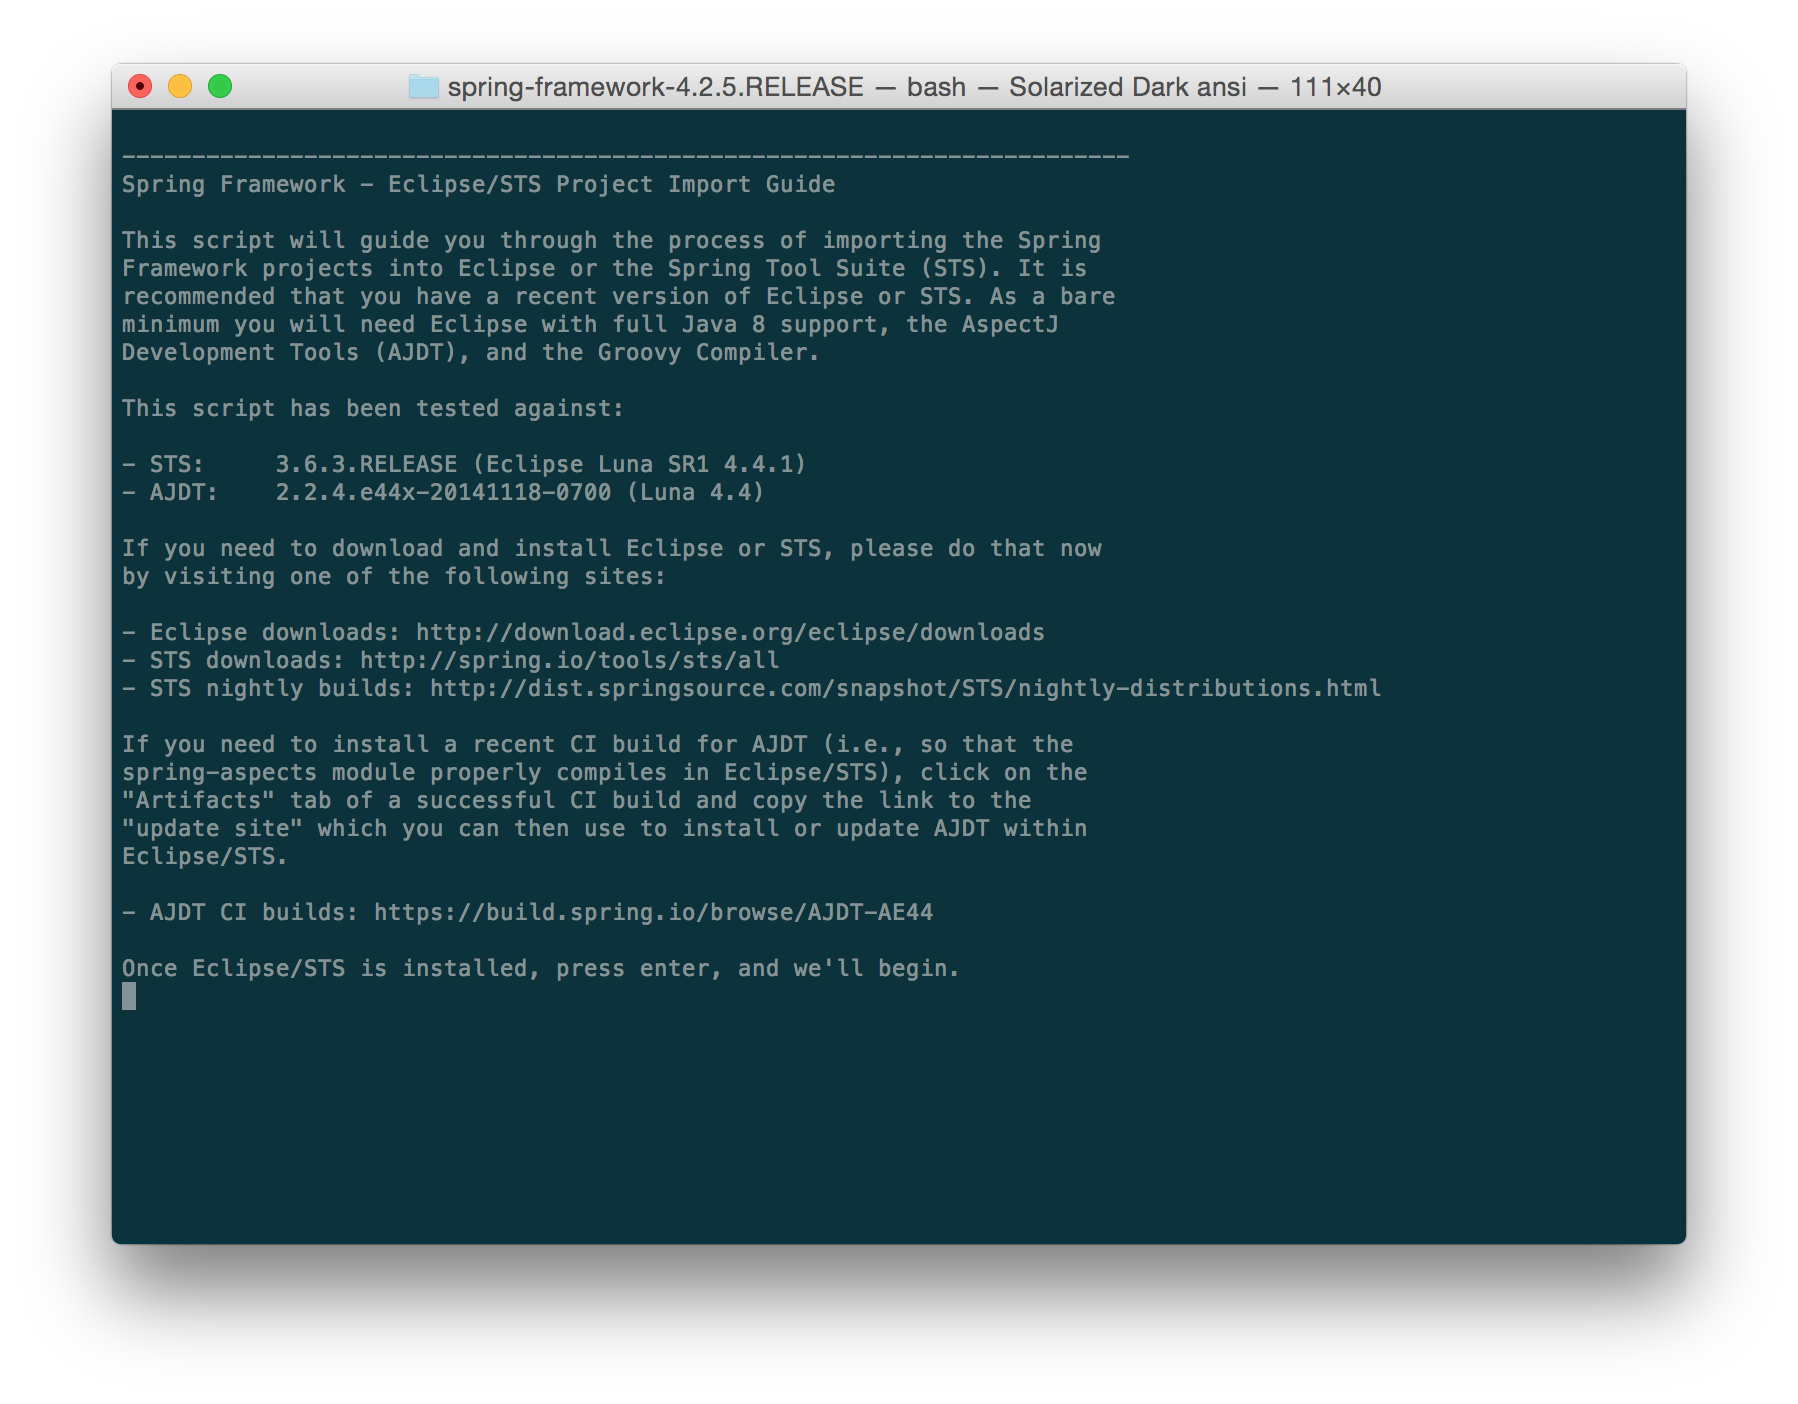 spring-framework-4.2.5.RELEASE — bash — Solarized Dark ansi — 111×40
------------------------------------------------------------------------
Spring Framework - Eclipse/STS Project Import Guide
This script will guide you through the process of importing the Spring
Framework projects into Eclipse or the Spring Tool Suite (STS). It is
recommended that you have a recent version of Eclipse or STS. As a bare
minimum you will need Eclipse with full Java 8 support, the AspectJ
Development Tools (AJDT), and the Groovy Compiler.
This script has been tested against:
- STS:     3.6.3.RELEASE (Eclipse Luna SR1 4.4.1)
- AJDT:    2.2.4.e44x-20141118-0700 (Luna 4.4)
If you need to download and install Eclipse or STS, please do that now
by visiting one of the following sites:
- Eclipse downloads: http://download.eclipse.org/eclipse/downloads
- STS downloads: http://spring.io/tools/sts/all
- STS nightly builds: http://dist.springsource.com/snapshot/STS/nightly-distributions.html
If you need to install a recent CI build for AJDT (i.e., so that the
spring-aspects module properly compiles in Eclipse/STS), click on the
"Artifacts" tab of a successful CI build and copy the link to the
"update site" which you can then use to install or update AJDT within
Eclipse/STS.
- AJDT CI builds: https://build.spring.io/browse/AJDT-AE44
Once Eclipse/STS is installed, press enter, and we'll begin.